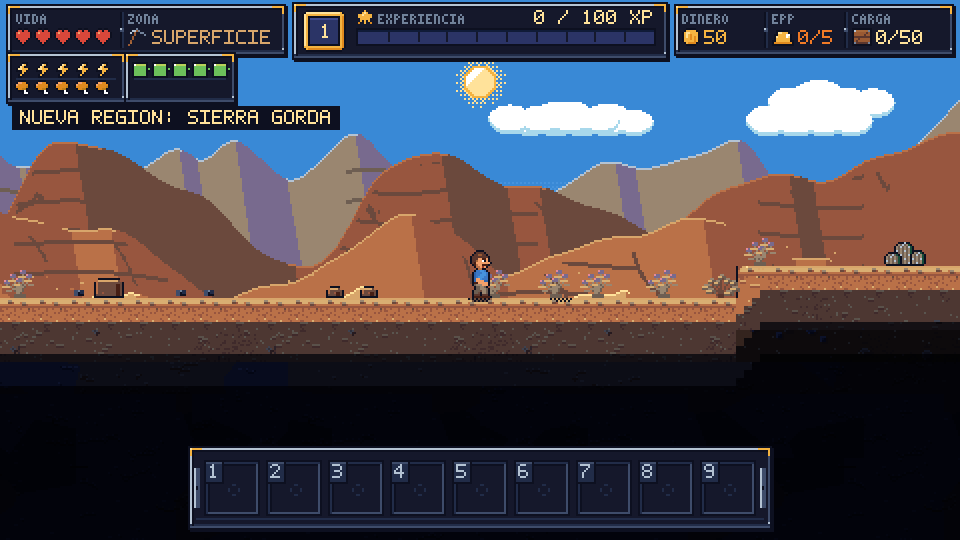 VIDA
ZONA
SUPERFICIE
1
EXPERIENCIA
0 / 100 XP
DINERO
50
EPP
0/5
CARGA
0/50
NUEVA REGION: SIERRA GORDA
1 2 3 4 5 6 7 8 9